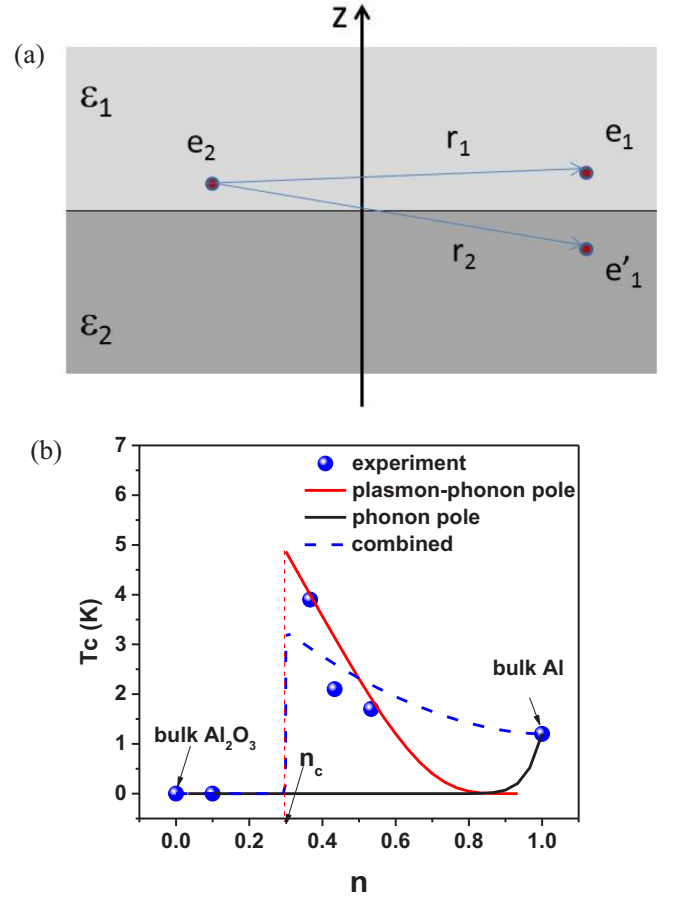 z
(a)
ε₁
e₂
r₁
e₁
r₂
e'₁
ε₂
(b)
7
6
5
4
3
2
1
0
Tc (K)
experiment
plasmon-phonon pole
phonon pole
combined
bulk Al
bulk Al₂O₃
n_c
0.0
0.2
0.4
0.6
0.8
1.0
n